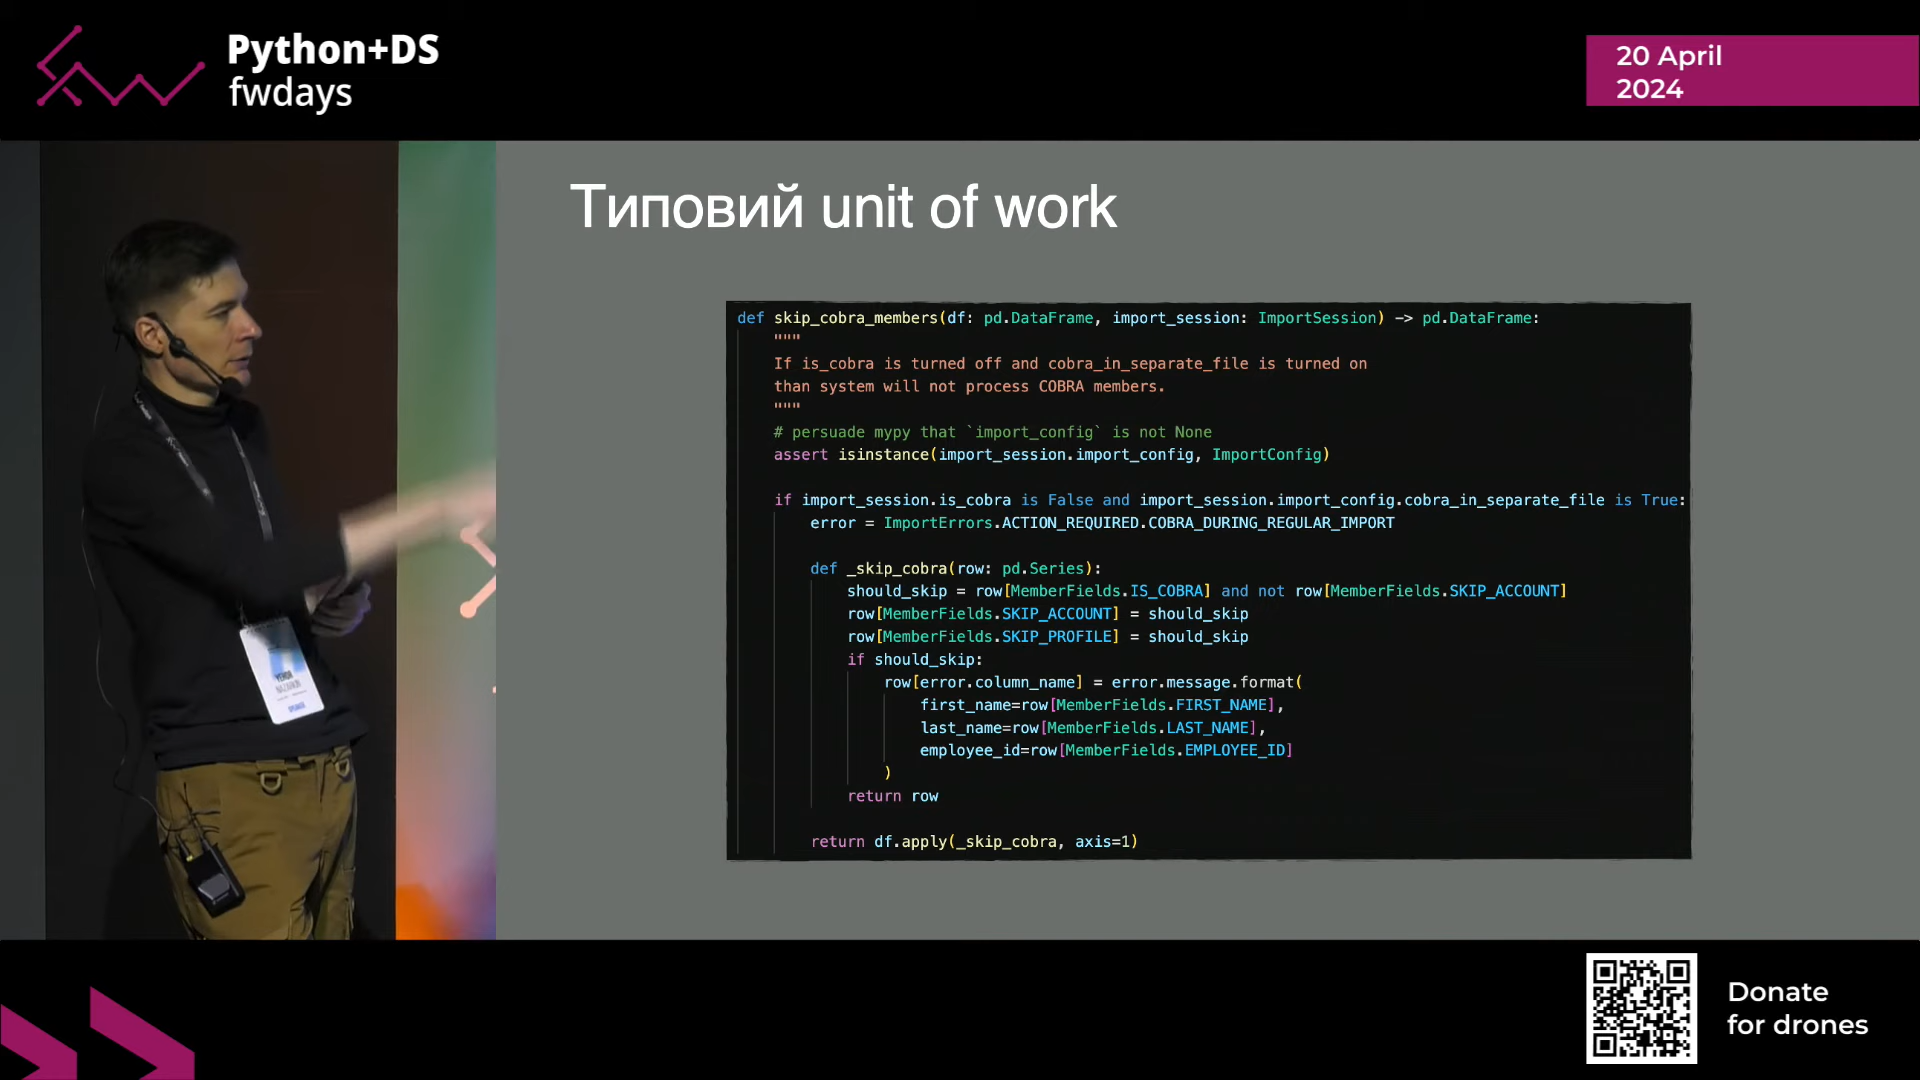 Python+DS
fwdays
20 April
2024
Типовий unit of work
def skip_cobra_members(df: pd.DataFrame, import_session: ImportSession) -> pd.DataFrame:
"""
If is_cobra is turned off and cobra_in_separate_file is turned on
than system will not process COBRA members.
"""
# persuade mypy that `import_config` is not None
assert isinstance(import_session.import_config, ImportConfig)
if import_session.is_cobra is False and import_session.import_config.cobra_in_separate_file is True:
error = ImportErrors.ACTION_REQUIRED.COBRA_DURING_REGULAR_IMPORT
def _skip_cobra(row: pd.Series):
should_skip = row[MemberFields.IS_COBRA] and not row[MemberFields.SKIP_ACCOUNT]
row[MemberFields.SKIP_ACCOUNT] = should_skip
row[MemberFields.SKIP_PROFILE] = should_skip
if should_skip:
row[error.column_name] = error.message.format(
first_name=row[MemberFields.FIRST_NAME],
last_name=row[MemberFields.LAST_NAME],
employee_id=row[MemberFields.EMPLOYEE_ID]
)
return row
return df.apply(_skip_cobra, axis=1)
Donate
for drones